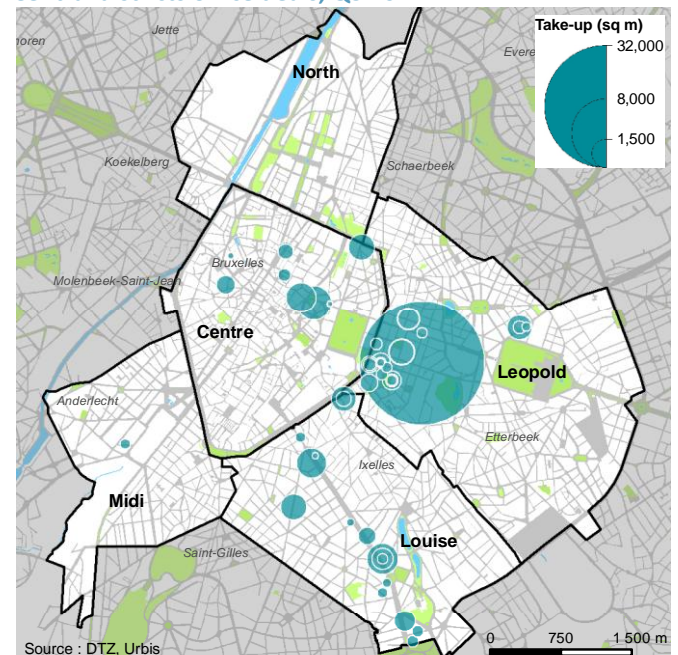 Jette
Take-up (sq m)
32,000
8,000
1,500
North
Koekelberg
Schaerbeek
Bruxelles
Molenbeek-Saint-Jean
Centre
Leopold
Anderlecht
Etterbeek
Ixelles
Midi
Louise
Saint-Gilles
Source : DTZ, Urbis
0 750 1 500 m